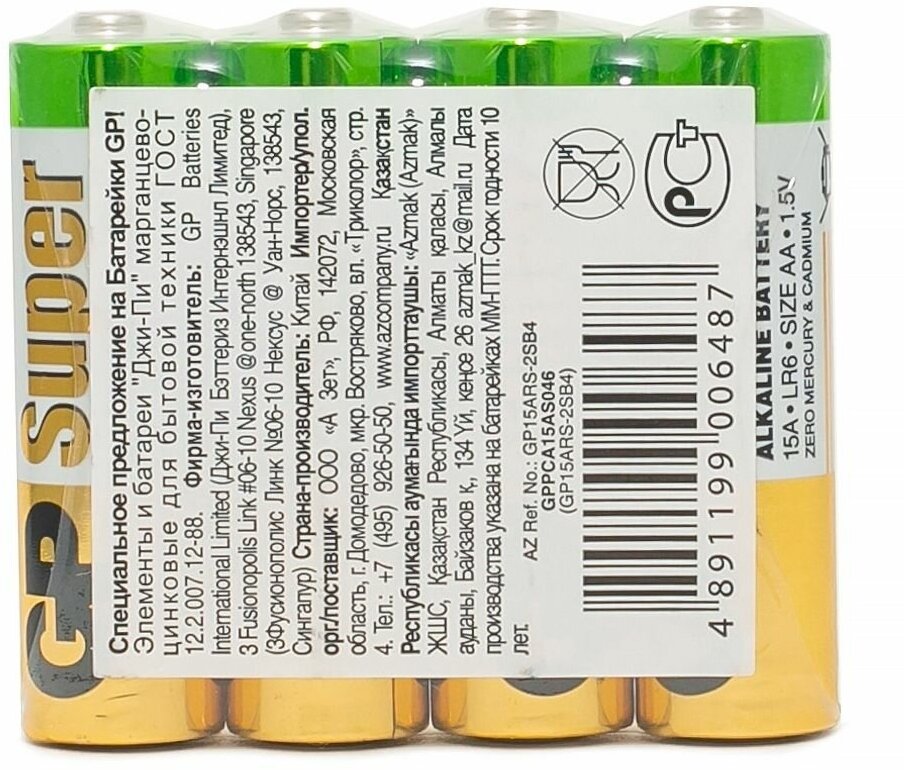 GP Super
Специальное предложение на Батарейки GP!
Элементы и батареи "Джи-Пи" марганцево-
цинковые для бытовой техники ГОСТ
12.2.007.12-88. Фирма-изготовитель: GP Batteries
International Limited (Джи-Пи Бэттериз Интернэшнл Лимитед),
3 Fusionopolis Link #06-10 Nexus @one-north 138543, Singapore
(3Фусионополис Линк №06-10 Нексус @ Уан-Норс, 138543,
Сингапур) Страна-производитель: Китай Импортер/упол.
орг/поставщик: ООО «А Зет», РФ, 142072, Московская
область, г. Домодедово, мкр. Востряково, вл. «Триколор», стр.
4. Тел.: +7 (495) 926-50-50, www.azcompany.ru Қазақстан
Республикасы аумағында импорттаушы: «Azmak (Azmak)»
ЖШС, Қазақстан Республикасы, Алматы қаласы, Алмалы
ауданы, Байзаков к, 134 Үй, кеңсе 26 azmak_kz@mail.ru Дата
производства указана на батарейках ММ-ГГГГ. Срок годности 10
лет.
AZ Ref. No.: GP15ARS-2SB4
GPPCA15AS046
(GP15ARS-2SB4)
РСТ
4 891199 006487
ALKALINE BATTERY
15A • LR6 • SIZE AA • 1.5V
ZERO MERCURY & CADMIUM